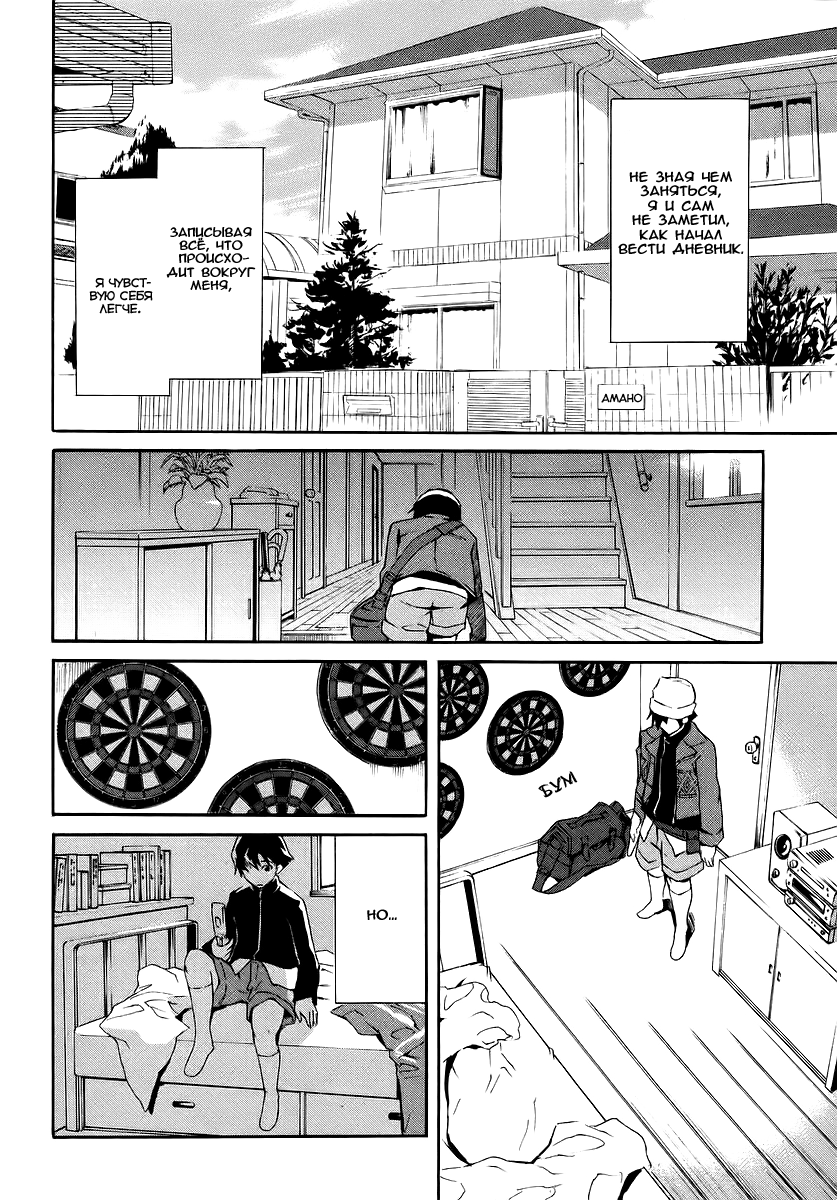 НЕ ЗНАЯ ЧЕМ
ЗАНЯТЬСЯ,
Я И САМ
НЕ ЗАМЕТИЛ,
КАК НАЧАЛ
ВЕСТИ ДНЕВНИК.
ЗАПИСЫВАЯ
ВСЁ, ЧТО
ПРОИСХО-
ДИТ ВОКРУГ
МЕНЯ,
Я ЧУВСТ-
ВУЮ СЕБЯ
ЛЕГЧЕ.
АМАНО
БУМ
НО...